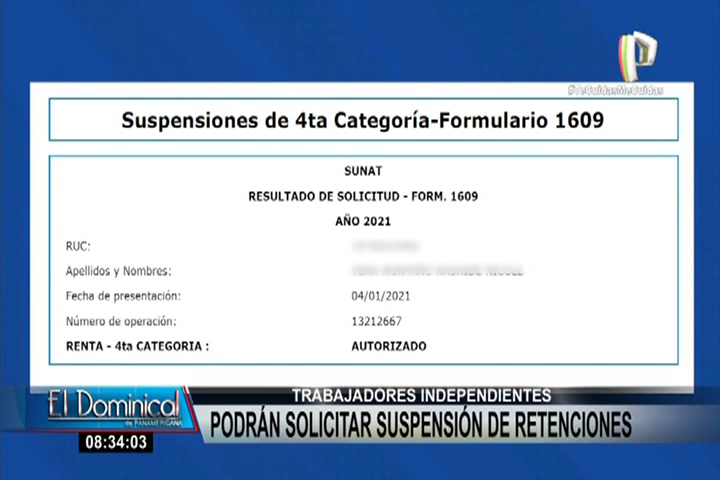 #TeCuidasMeCuidas
Suspensiones de 4ta Categoría-Formulario 1609
SUNAT
RESULTADO DE SOLICITUD - FORM. 1609
AÑO 2021
RUC:
Apellidos y Nombres:
Fecha de presentación: 04/01/2021
Número de operación: 13212667
RENTA - 4ta CATEGORIA : AUTORIZADO
TRABAJADORES INDEPENDIENTES
El Dominical
de PANAMERICANA
PODRÁN SOLICITAR SUSPENSIÓN DE RETENCIONES
08:34:03